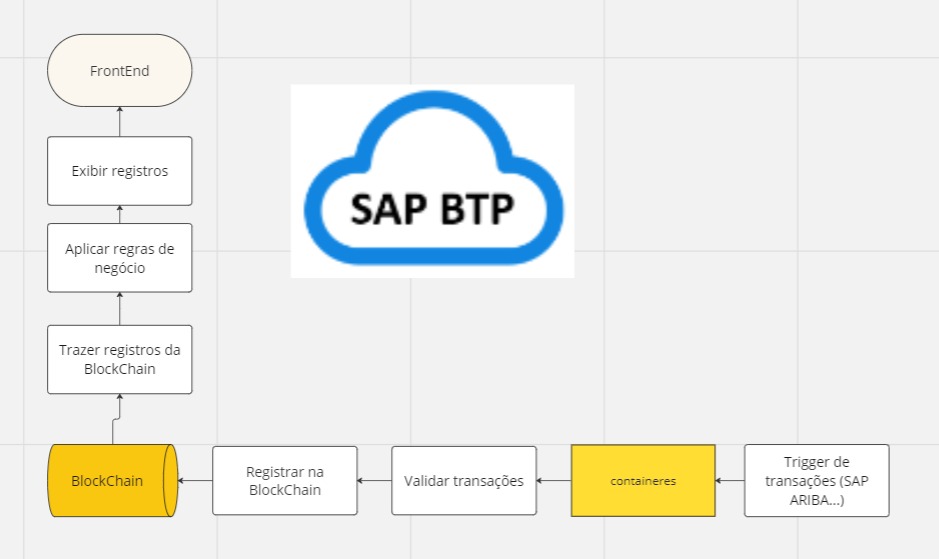 FrontEnd
Exibir registros
SAP BTP
Aplicar regras de
negócio
Trazer registros da
BlockChain
BlockChain
Registrar na
BlockChain
Validar transações
containeres
Trigger de
transações (SAP
ARIBA...)